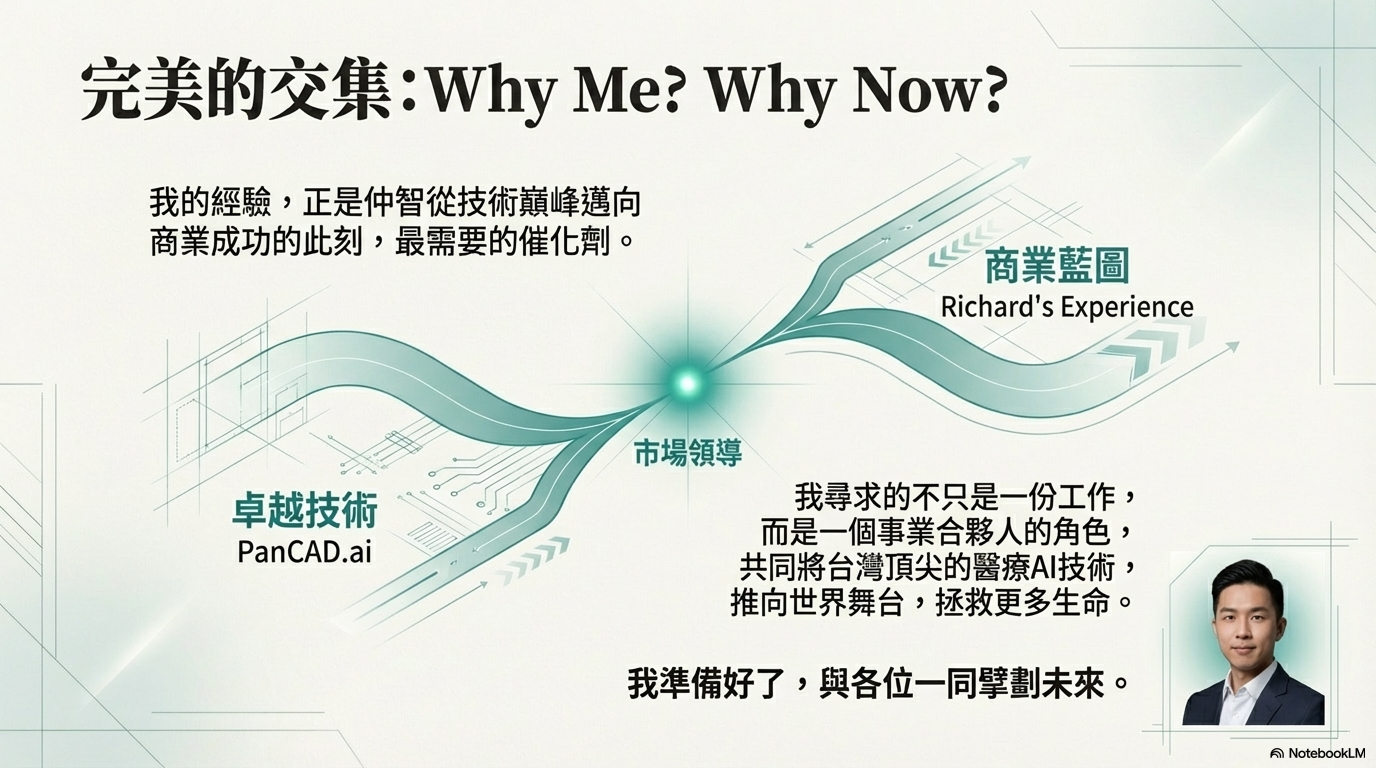 完美的交集：Why Me? Why Now?
我的經驗，正是仲智從技術巔峰邁向
商業成功的此刻，最需要的催化劑。
商業藍圖
Richard's Experience
市場領導
卓越技術
PanCAD.ai
我尋求的不只是一份工作，
而是一個事業合夥人的角色，
共同將台灣頂尖的醫療AI技術，
推向世界舞台，拯救更多生命。
我準備好了，與各位一同擘劃未來。
NotebookLM